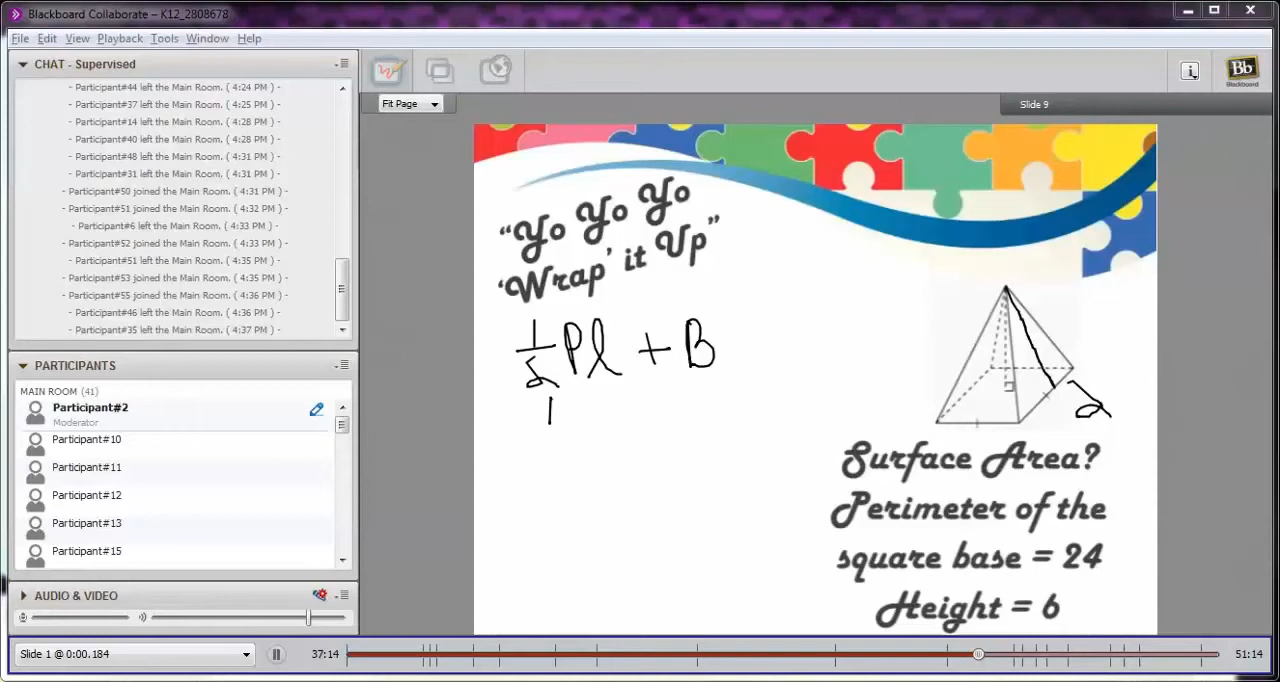 Blackboard Collaborate – K12_2808678
File Edit View Playback Tools Window Help
CHAT - Supervised
- Participant#44 left the Main Room. ( 4:24 PM ) -
- Participant#37 left the Main Room. ( 4:25 PM ) -
- Participant#14 left the Main Room. ( 4:28 PM ) -
- Participant#40 left the Main Room. ( 4:28 PM ) -
- Participant#48 left the Main Room. ( 4:31 PM ) -
- Participant#31 left the Main Room. ( 4:31 PM ) -
- Participant#50 joined the Main Room. ( 4:31 PM ) -
- Participant#51 joined the Main Room. ( 4:32 PM ) -
- Participant#6 left the Main Room. ( 4:33 PM ) -
- Participant#52 joined the Main Room. ( 4:33 PM ) -
- Participant#51 left the Main Room. ( 4:35 PM ) -
- Participant#53 joined the Main Room. ( 4:35 PM ) -
- Participant#55 joined the Main Room. ( 4:36 PM ) -
- Participant#46 left the Main Room. ( 4:36 PM ) -
- Participant#35 left the Main Room. ( 4:37 PM ) -
PARTICIPANTS
MAIN ROOM (41)
Participant#2
Moderator
Participant#10
Participant#11
Participant#12
Participant#13
Participant#15
AUDIO & VIDEO
Slide 1 @ 0:00.184
37:14
51:14
Fit Page
Slide 9
Bb
Blackboard
“Yo Yo Yo
‘Wrap’ it Up”
1/2 Pl + B
1
2
Surface Area?
Perimeter of the
square base = 24
Height = 6